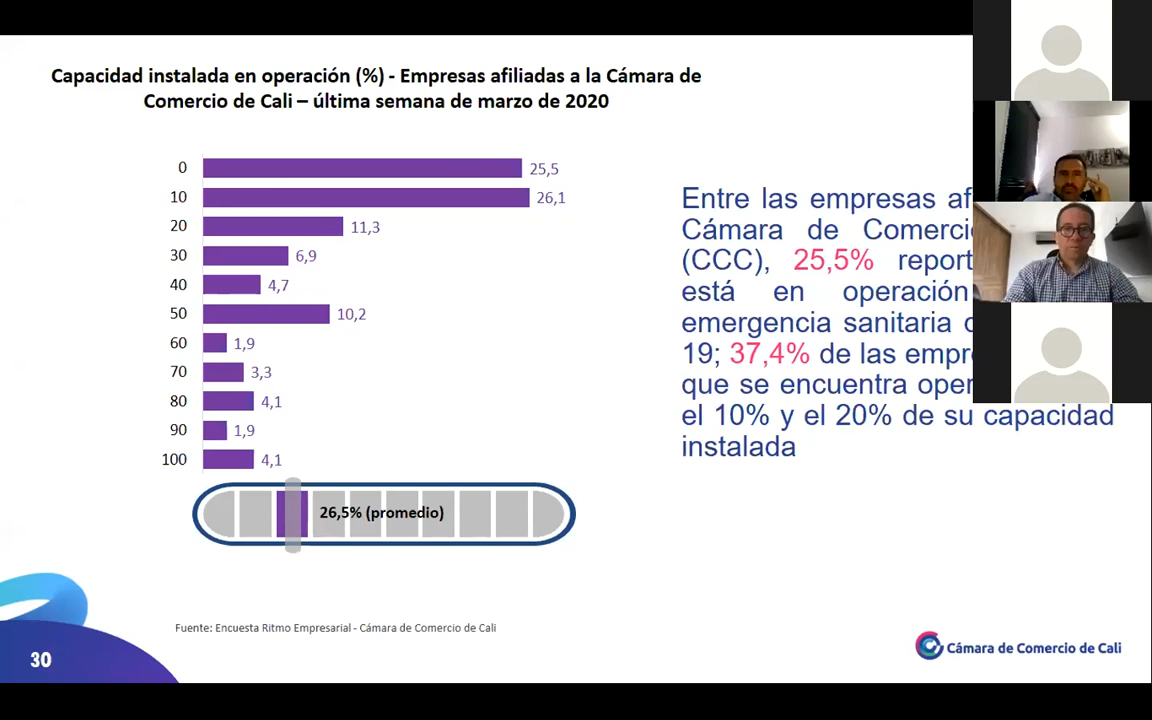 Capacidad instalada en operación (%) - Empresas afiliadas a la Cámara de
Comercio de Cali – última semana de marzo de 2020
0 25,5
10 26,1
20 11,3
30 6,9
40 4,7
50 10,2
60 1,9
70 3,3
80 4,1
90 1,9
100 4,1
26,5% (promedio)
Entre las empresas
Cámara de
(CCC), 25,5%
está en operación
emergencia sanitaria
19; 37,4% de las
que se encuentra
el 10% y el 20% de su capacidad
instalada
Fuente: Encuesta Ritmo Empresarial - Cámara de Comercio de Cali
30
Cámara de Comercio de Cali